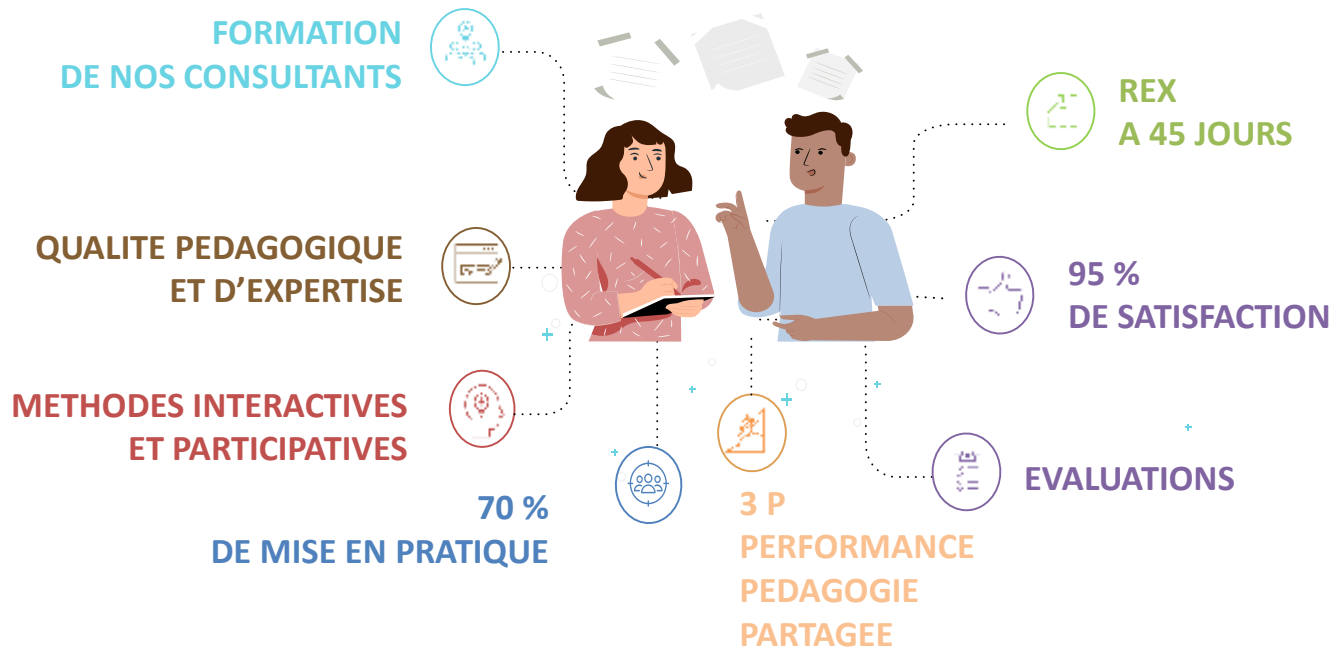 FORMATION
DE NOS CONSULTANTS
QUALITE PEDAGOGIQUE
ET D’EXPERTISE
METHODES INTERACTIVES
ET PARTICIPATIVES
70 %
DE MISE EN PRATIQUE
3 P
PERFORMANCE
PEDAGOGIE
PARTAGEE
EVALUATIONS
95 %
DE SATISFACTION
REX
A 45 JOURS